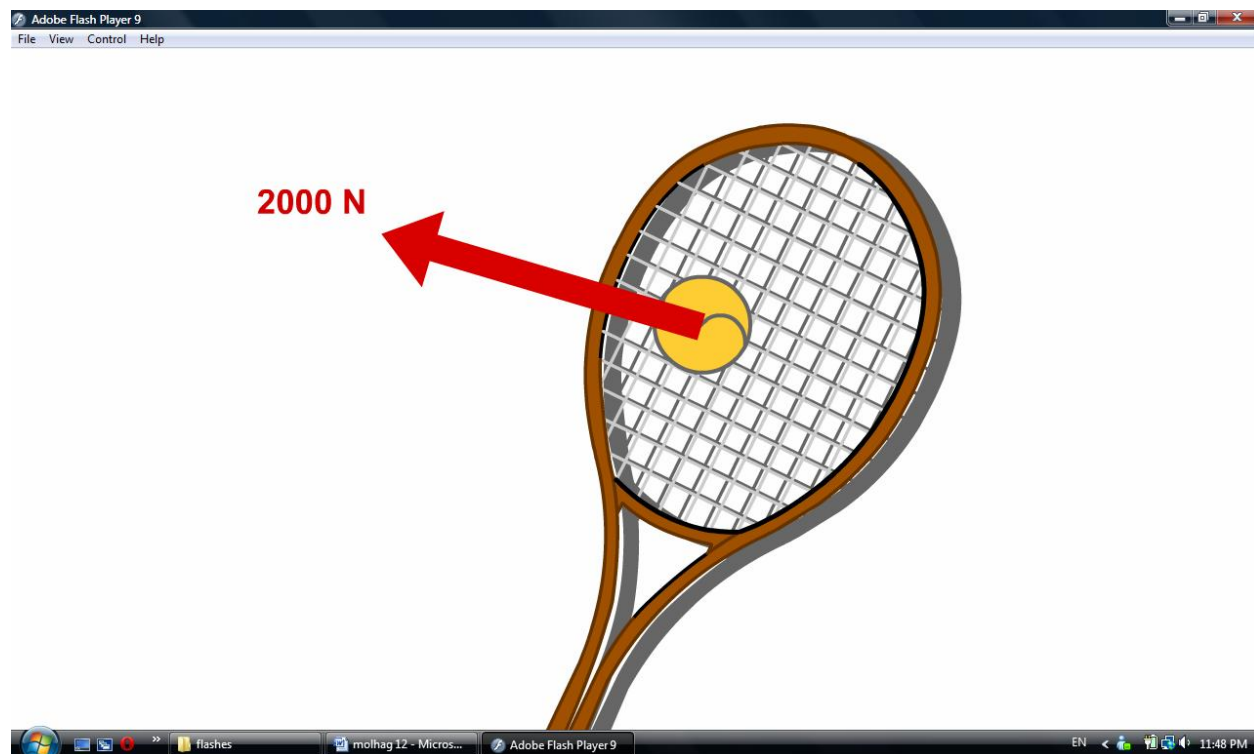 Adobe Flash Player 9
File View Control Help
2000 N
flashes
molhag 12 - Micros...
Adobe Flash Player 9
EN
11:48 PM